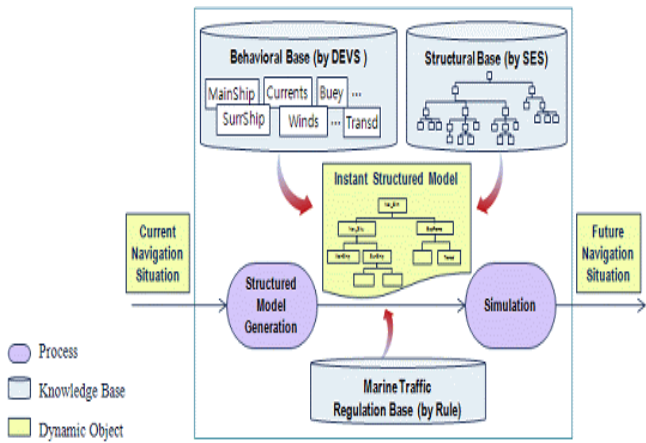 Behavioral Base (by DEVS )
MainShip
Currents
Buey
...
SurrShip
Winds
...
Transd
Structural Base (by SES)
Instant Structured Model
Current
Navigation
Situation
Structured
Model
Generation
Simulation
Future
Navigation
Situation
Marine Traffic
Regulation Base (by Rule)
Process
Knowledge Base
Dynamic Object